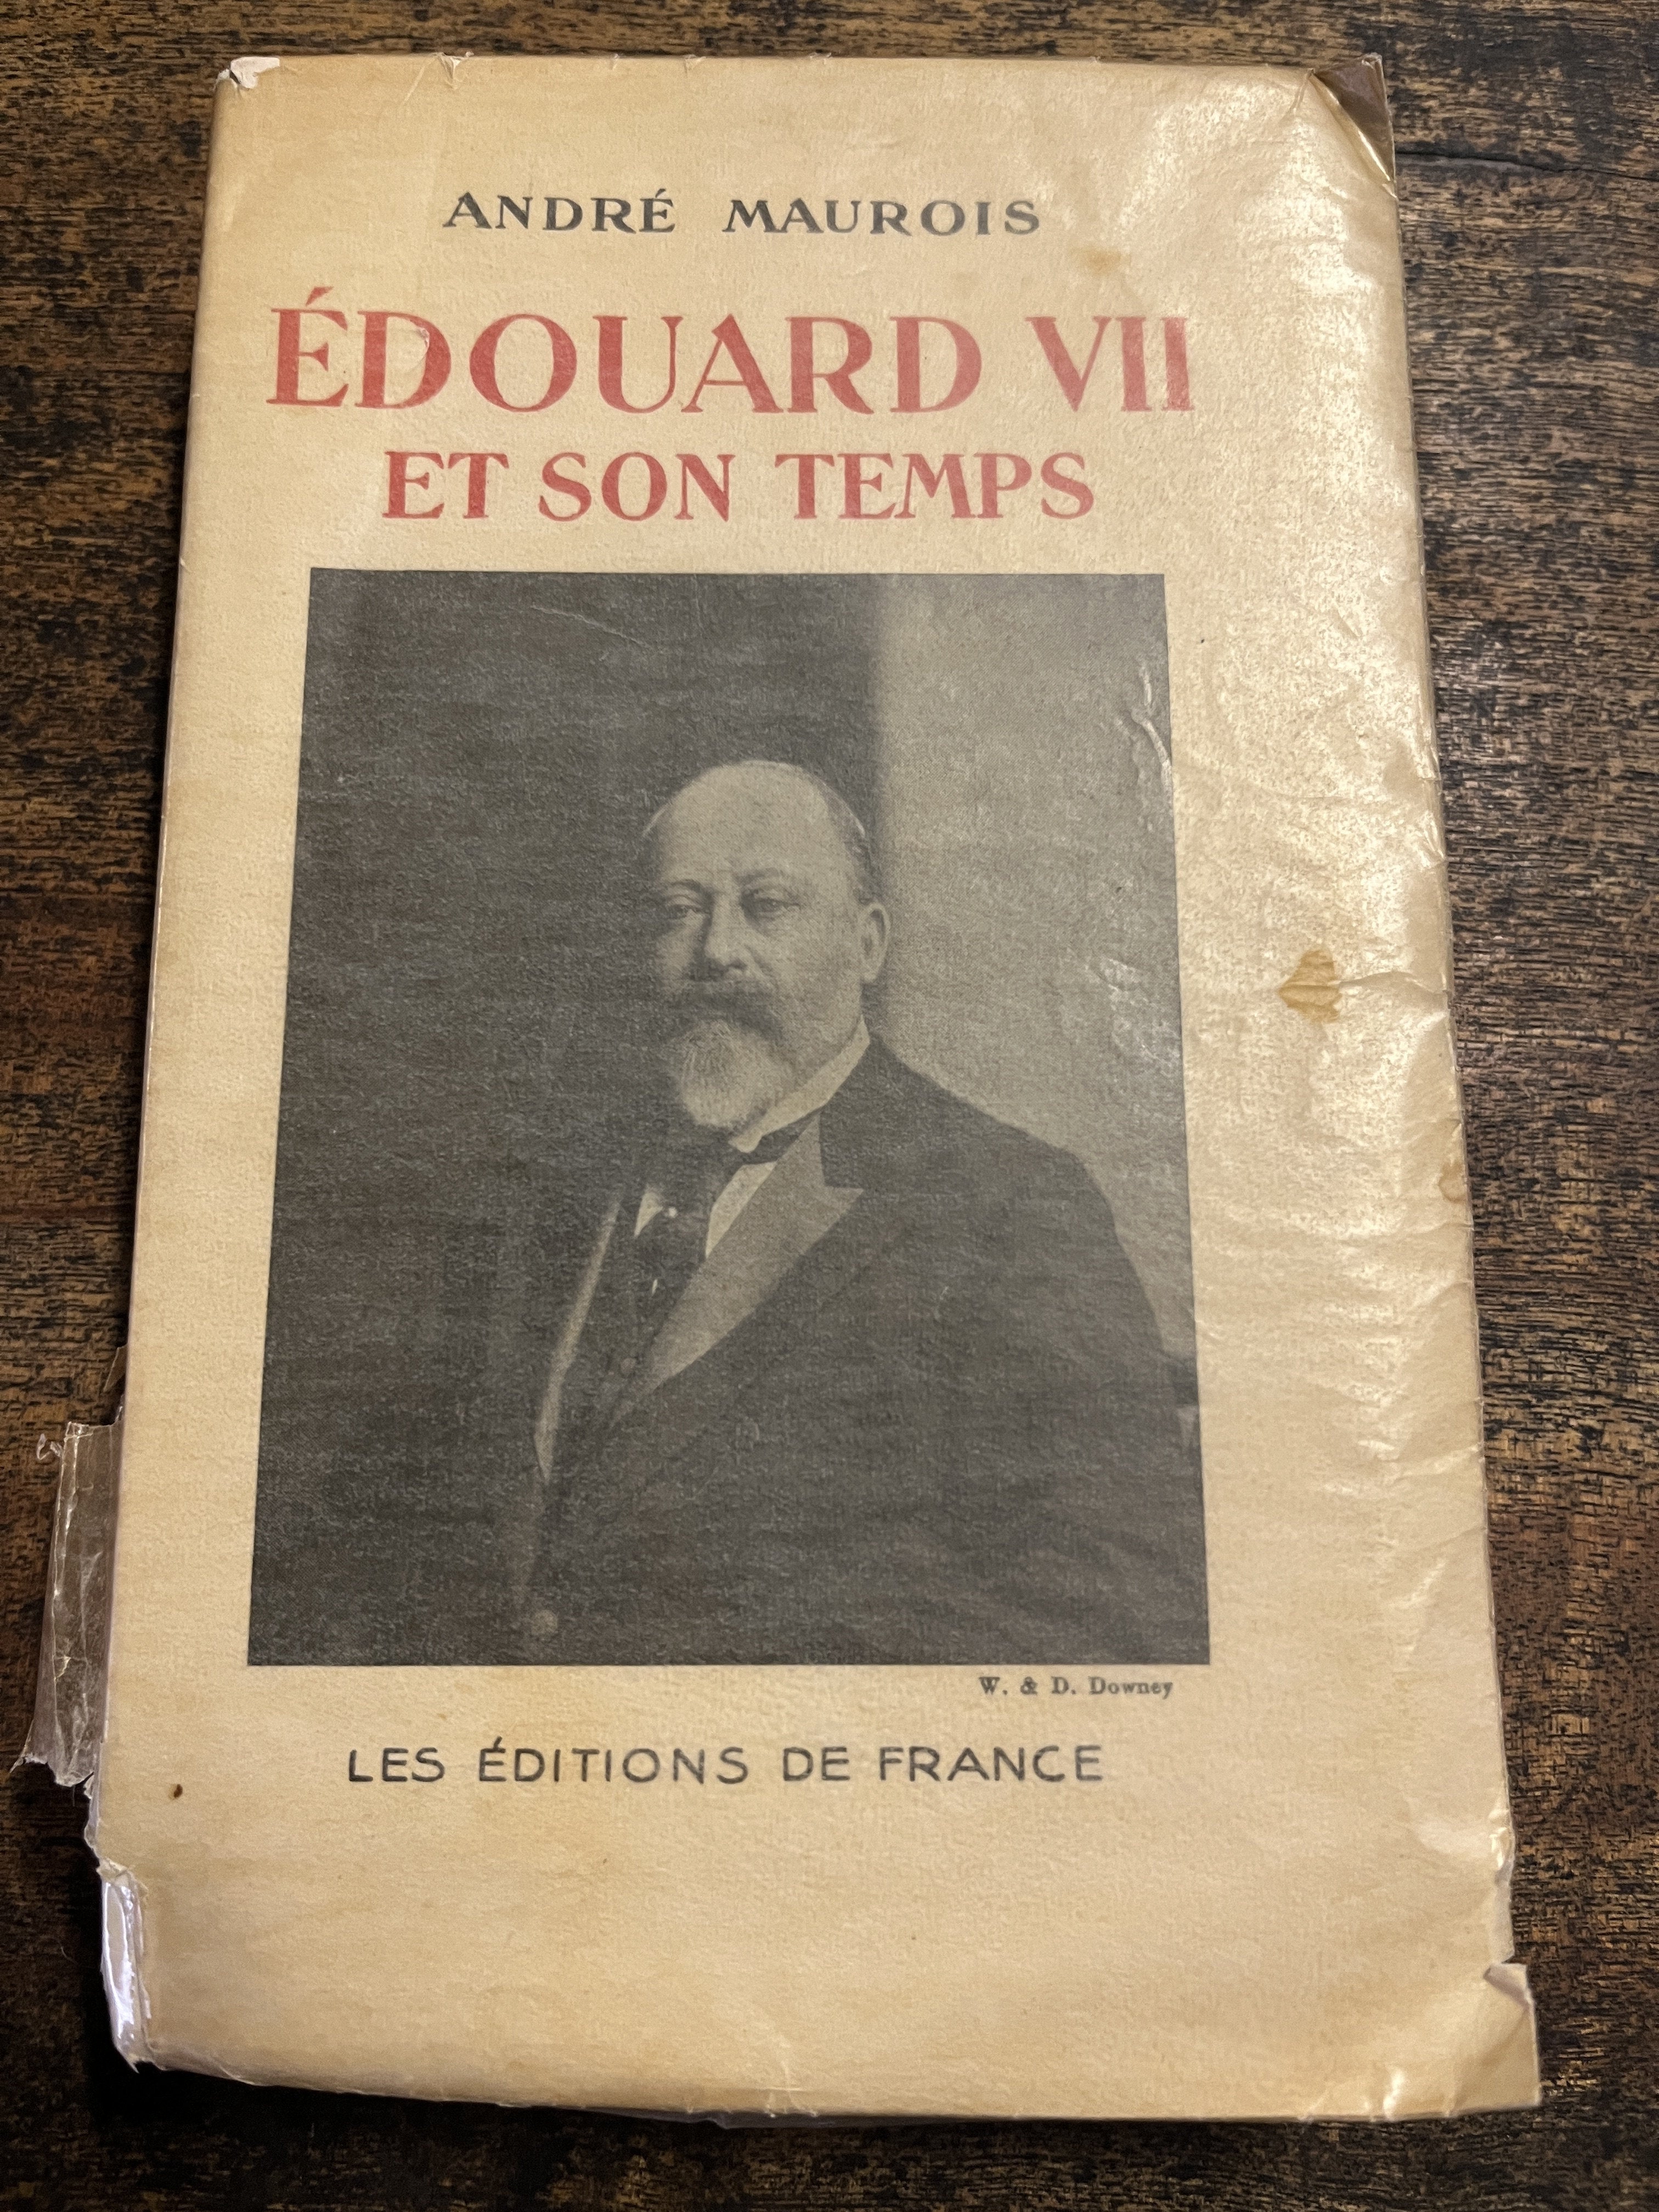 ANDRÉ MAUROIS
ÉDOUARD VII
ET SON TEMPS
W. & D. Downey
LES ÉDITIONS DE FRANCE